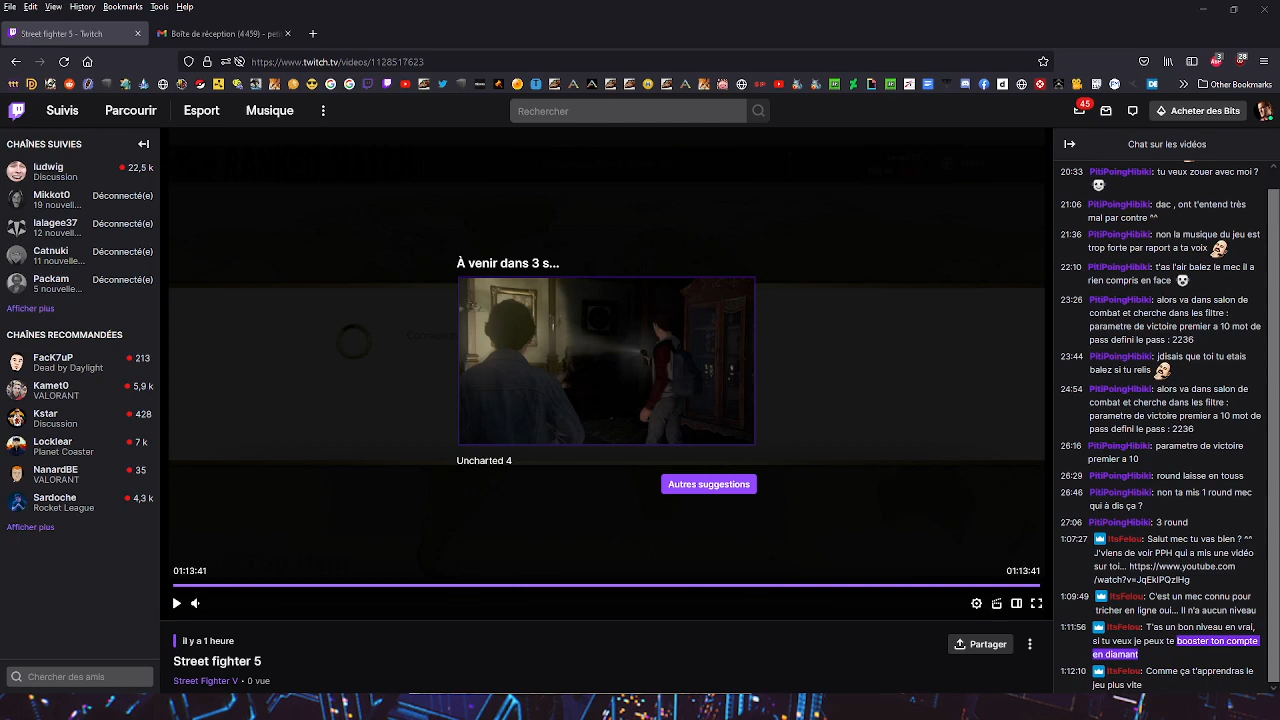 File Edit View History Bookmarks Tools Help
Street fighter 5 - Twitch
Boîte de réception (4459) - peti
https://www.twitch.tv/videos/1128517623
Other Bookmarks
Suivis Parcourir Esport Musique
Rechercher
45
Acheter des Bits
CHAÎNES SUIVIES
ludwig 22,5 k
Discussion
Mikkot0 Déconnecté(e)
19 nouvell...
lalagee37 Déconnecté(e)
12 nouvell...
Catnuki Déconnecté(e)
11 nouvell...
Packam Déconnecté(e)
5 nouvelle...
Afficher plus
CHAÎNES RECOMMANDÉES
FacK7uP 213
Dead by Daylight
Kamet0 5,9 k
VALORANT
Kstar 428
Discussion
Locklear 7 k
Planet Coaster
NanardBE 35
VALORANT
Sardoche 4,3 k
Rocket League
Afficher plus
Chercher des amis
À venir dans 3 s...
Uncharted 4
Autres suggestions
01:13:41
01:13:41
il y a 1 heure
Street fighter 5
Street Fighter V • 0 vue
Partager
Chat sur les vidéos
20:33 PitiPoingHibiki: tu veux zouer avec moi ?
21:06 PitiPoingHibiki: dac , ont t'entend très
mal par contre ^^
21:36 PitiPoingHibiki: non la musique du jeu est
trop forte par raport a ta voix
22:10 PitiPoingHibiki: t'as l'air balez le mec il a
rien compris en face
23:26 PitiPoingHibiki: alors va dans salon de
combat et cherche dans les filtre :
parametre de victoire premier a 10 mot de
pass defini le pass : 2236
23:44 PitiPoingHibiki: jdisais que toi tu etais
balez si tu relis
24:54 PitiPoingHibiki: alors va dans salon de
combat et cherche dans les filtre :
parametre de victoire premier a 10 mot de
pass defini le pass : 2236
26:16 PitiPoingHibiki: parametre de victoire
premier a 10
26:29 PitiPoingHibiki: round laisse en touss
26:46 PitiPoingHibiki: non ta mis 1 round mec
qui à dis ça ?
27:06 PitiPoingHibiki: 3 round
1:07:27 ItsFelou: Salut mec tu vas bien ? ^^
J'viens de voir PPH qui a mis une vidéo
sur toi... https://www.youtube.com
/watch?v=JqEkIPQzIHg
1:09:49 ItsFelou: C'est un mec connu pour
tricher en ligne oui... Il n'a aucun niveau
1:11:56 ItsFelou: T'as un bon niveau en vrai,
si tu veux je peux te booster ton compte
en diamant
1:12:10 ItsFelou: Comme ça t'apprendras le
jeu plus vite